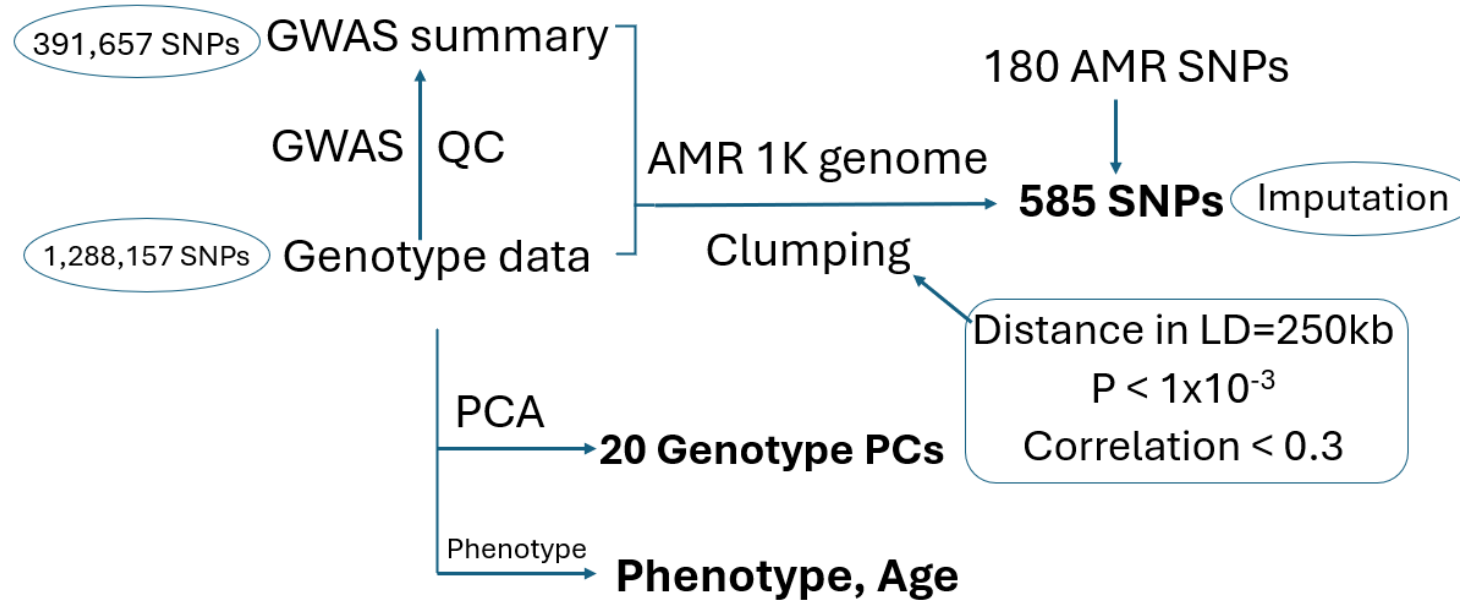 391,657 SNPs
GWAS summary
180 AMR SNPs
GWAS
QC
AMR 1K genome
585 SNPs
Imputation
1,288,157 SNPs
Genotype data
Clumping
Distance in LD=250kb
P < 1x10⁻³
Correlation < 0.3
PCA
20 Genotype PCs
Phenotype
Phenotype, Age